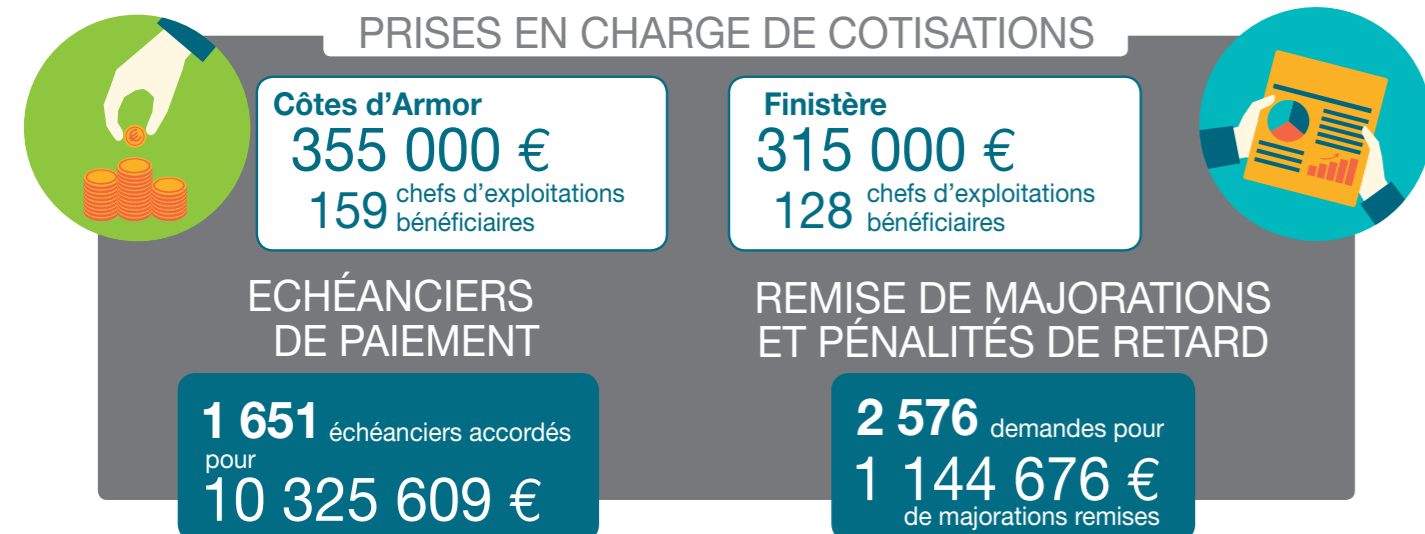 PRISES EN CHARGE DE COTISATIONS
Côtes d'Armor
355 000 €
159 chefs d'exploitations
bénéficiaires
Finistère
315 000 €
128 chefs d'exploitations
bénéficiaires
ECHÉANCIERS
DE PAIEMENT
1 651 échéanciers accordés
pour
10 325 609 €
REMISE DE MAJORATIONS
ET PÉNALITÉS DE RETARD
2 576 demandes pour
1 144 676 €
de majorations remises